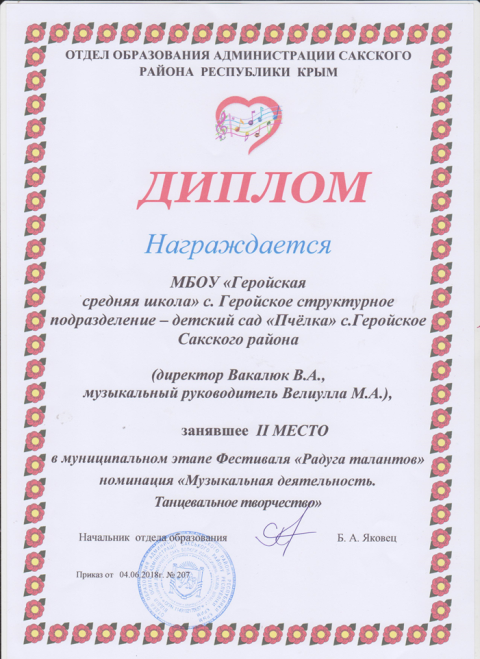 ОТДЕЛ ОБРАЗОВАНИЯ АДМИНИСТРАЦИИ САКСКОГО
РАЙОНА РЕСПУБЛИКИ КРЫМ
ДИПЛОМ
Награждается
МБОУ «Геройская
средняя школа» с. Геройское структурное
подразделение – детский сад «Пчёлка» с.Геройское
Сакского района
(директор Вакалюк В.А.,
музыкальный руководитель Велиулла М.А.),
занявшее II МЕСТО
в муниципальном этапе Фестиваля «Радуга талантов»
номинация «Музыкальная деятельность.
Танцевальное творчество»
Начальник отдела образования Б. А. Яковец
Приказ от 04.06.2018г. № 207